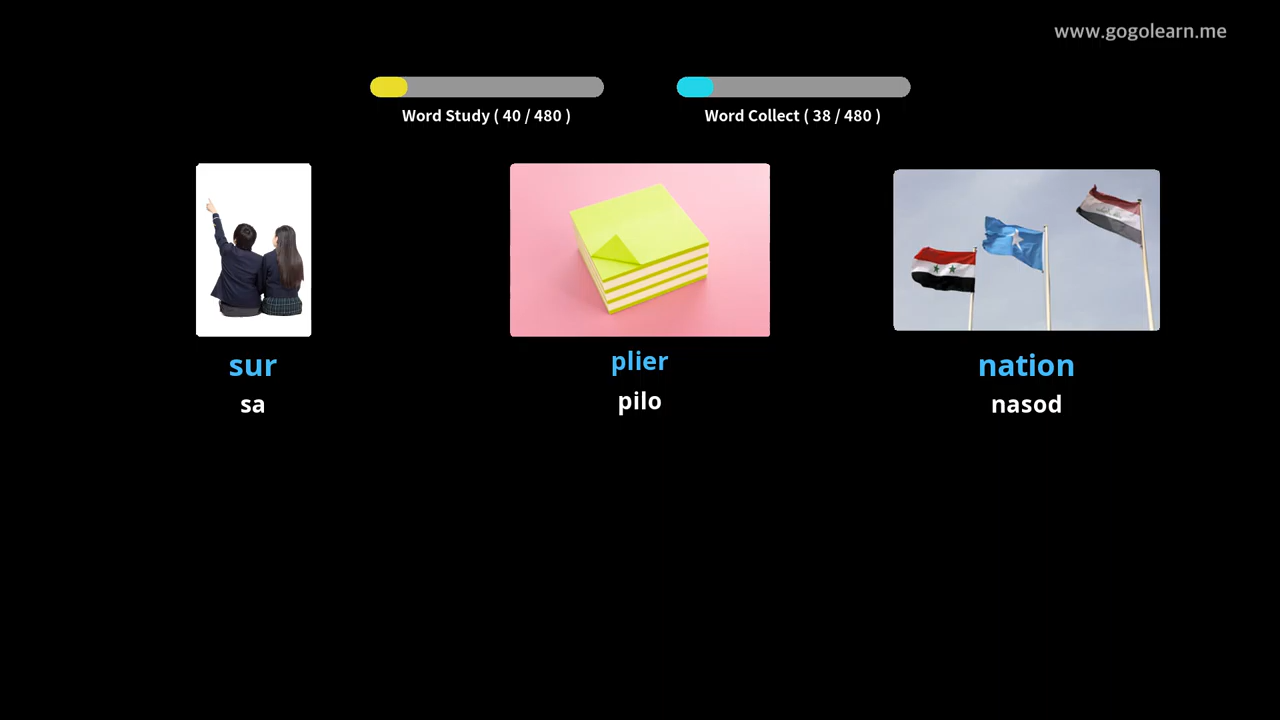 www.gogolearn.me
Word Study ( 40 / 480 )
Word Collect ( 38 / 480 )
sur
sa
plier
pilo
nation
nasod